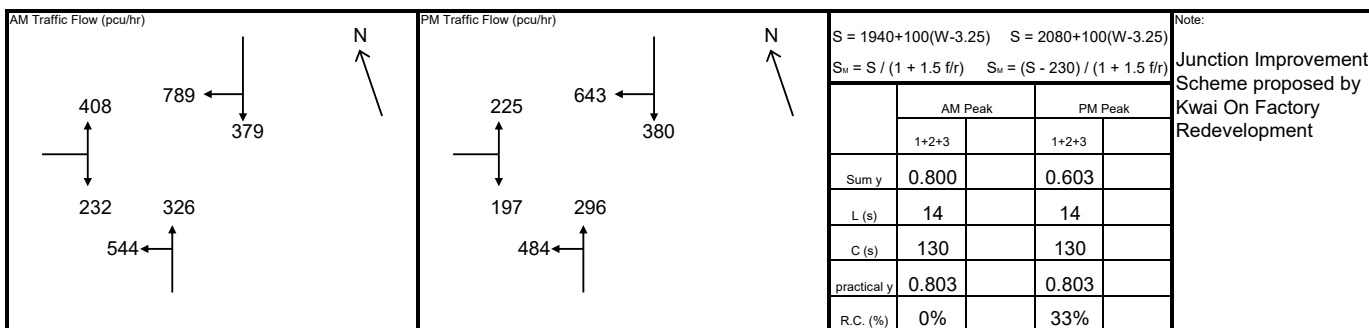 AM Traffic Flow (pcu/hr)
N
789
408
379
232 326
544
PM Traffic Flow (pcu/hr)
N
643
225
380
197 296
484
S = 1940+100(W-3.25) S = 2080+100(W-3.25)
SM = S / (1 + 1.5 f/r) SM = (S - 230) / (1 + 1.5 f/r)
AM Peak PM Peak
1+2+3 1+2+3
Sum y 0.800 0.603
L (s) 14 14
C (s) 130 130
practical y 0.803 0.803
R.C. (%) 0% 33%
Note:
Junction Improvement
Scheme proposed by
Kwai On Factory
Redevelopment